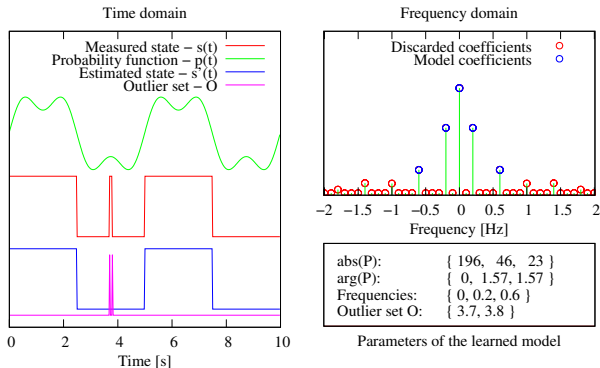 Time domain
Measured state − s(t)
Probability function − p(t)
Estimated state − s'(t)
Outlier set − O
0 2 4 6 8 10
Time [s]
Frequency domain
Discarded coefficients
Model coefficients
−2 −1.5 −1 −0.5 0 0.5 1 1.5 2
Frequency [Hz]
abs(P): { 196, 46, 23 }
arg(P): { 0, 1.57, 1.57 }
Frequencies: { 0, 0.2, 0.6 }
Outlier set O: { 3.7, 3.8 }
Parameters of the learned model